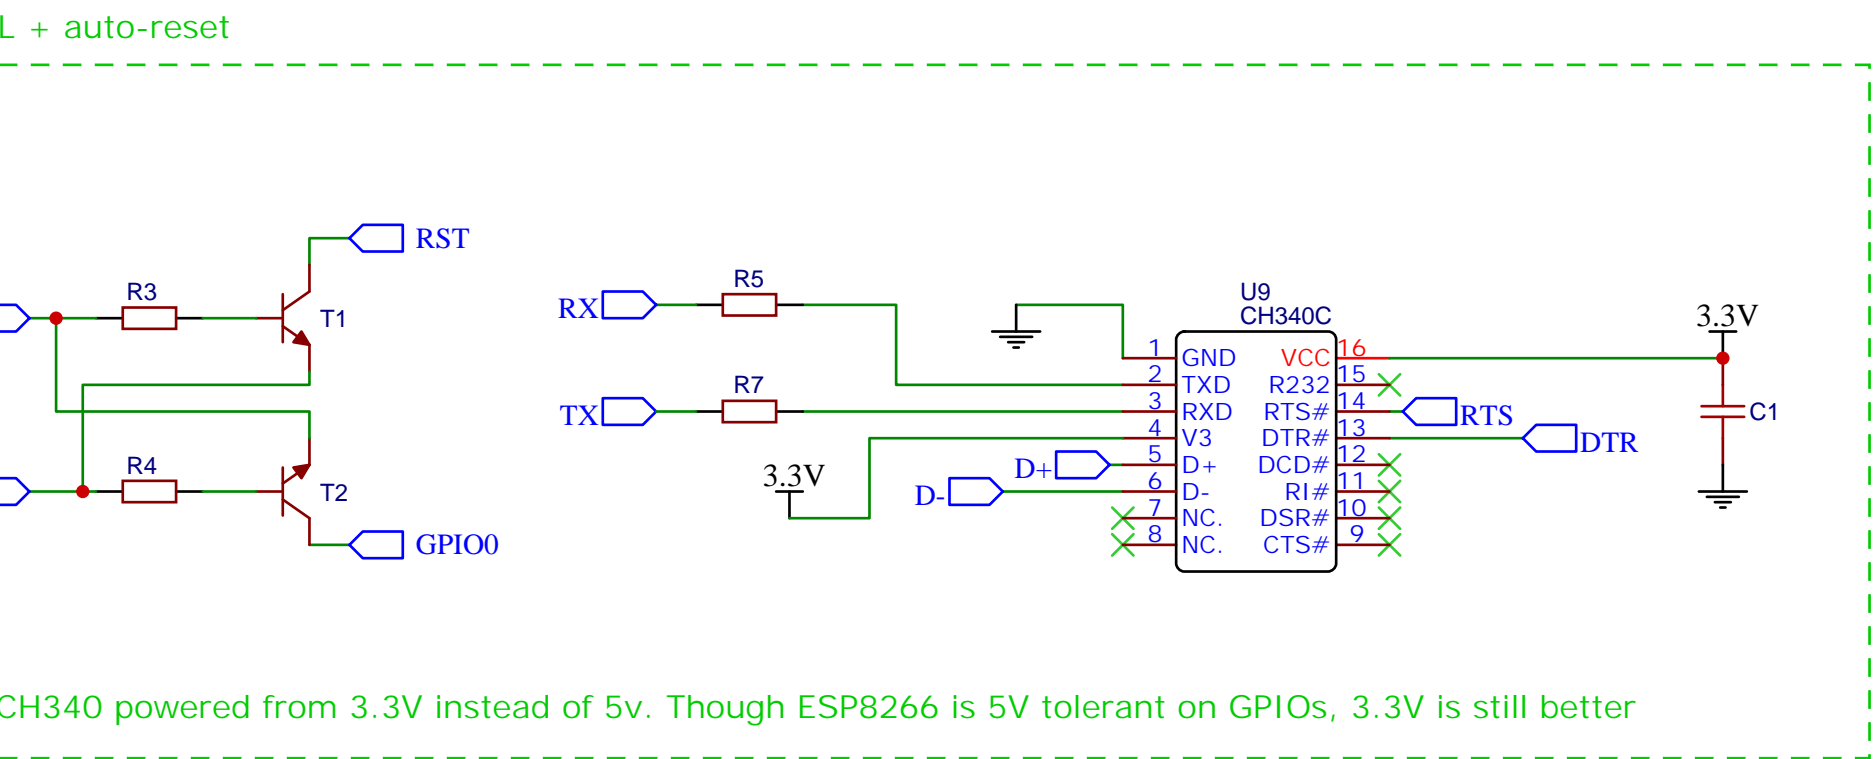 L + auto-reset
RST
R3
T1
R4
T2
GPIO0
RX
R5
TX
R7
3.3V
D+
D-
U9
CH340C
1 GND VCC 16
2 TXD R232 15
3 RXD RTS# 14
4 V3 DTR# 13
5 D+ DCD# 12
6 D- RI# 11
7 NC. DSR# 10
8 NC. CTS# 9
RTS
DTR
3.3V
C1
CH340 powered from 3.3V instead of 5v. Though ESP8266 is 5V tolerant on GPIOs, 3.3V is still better